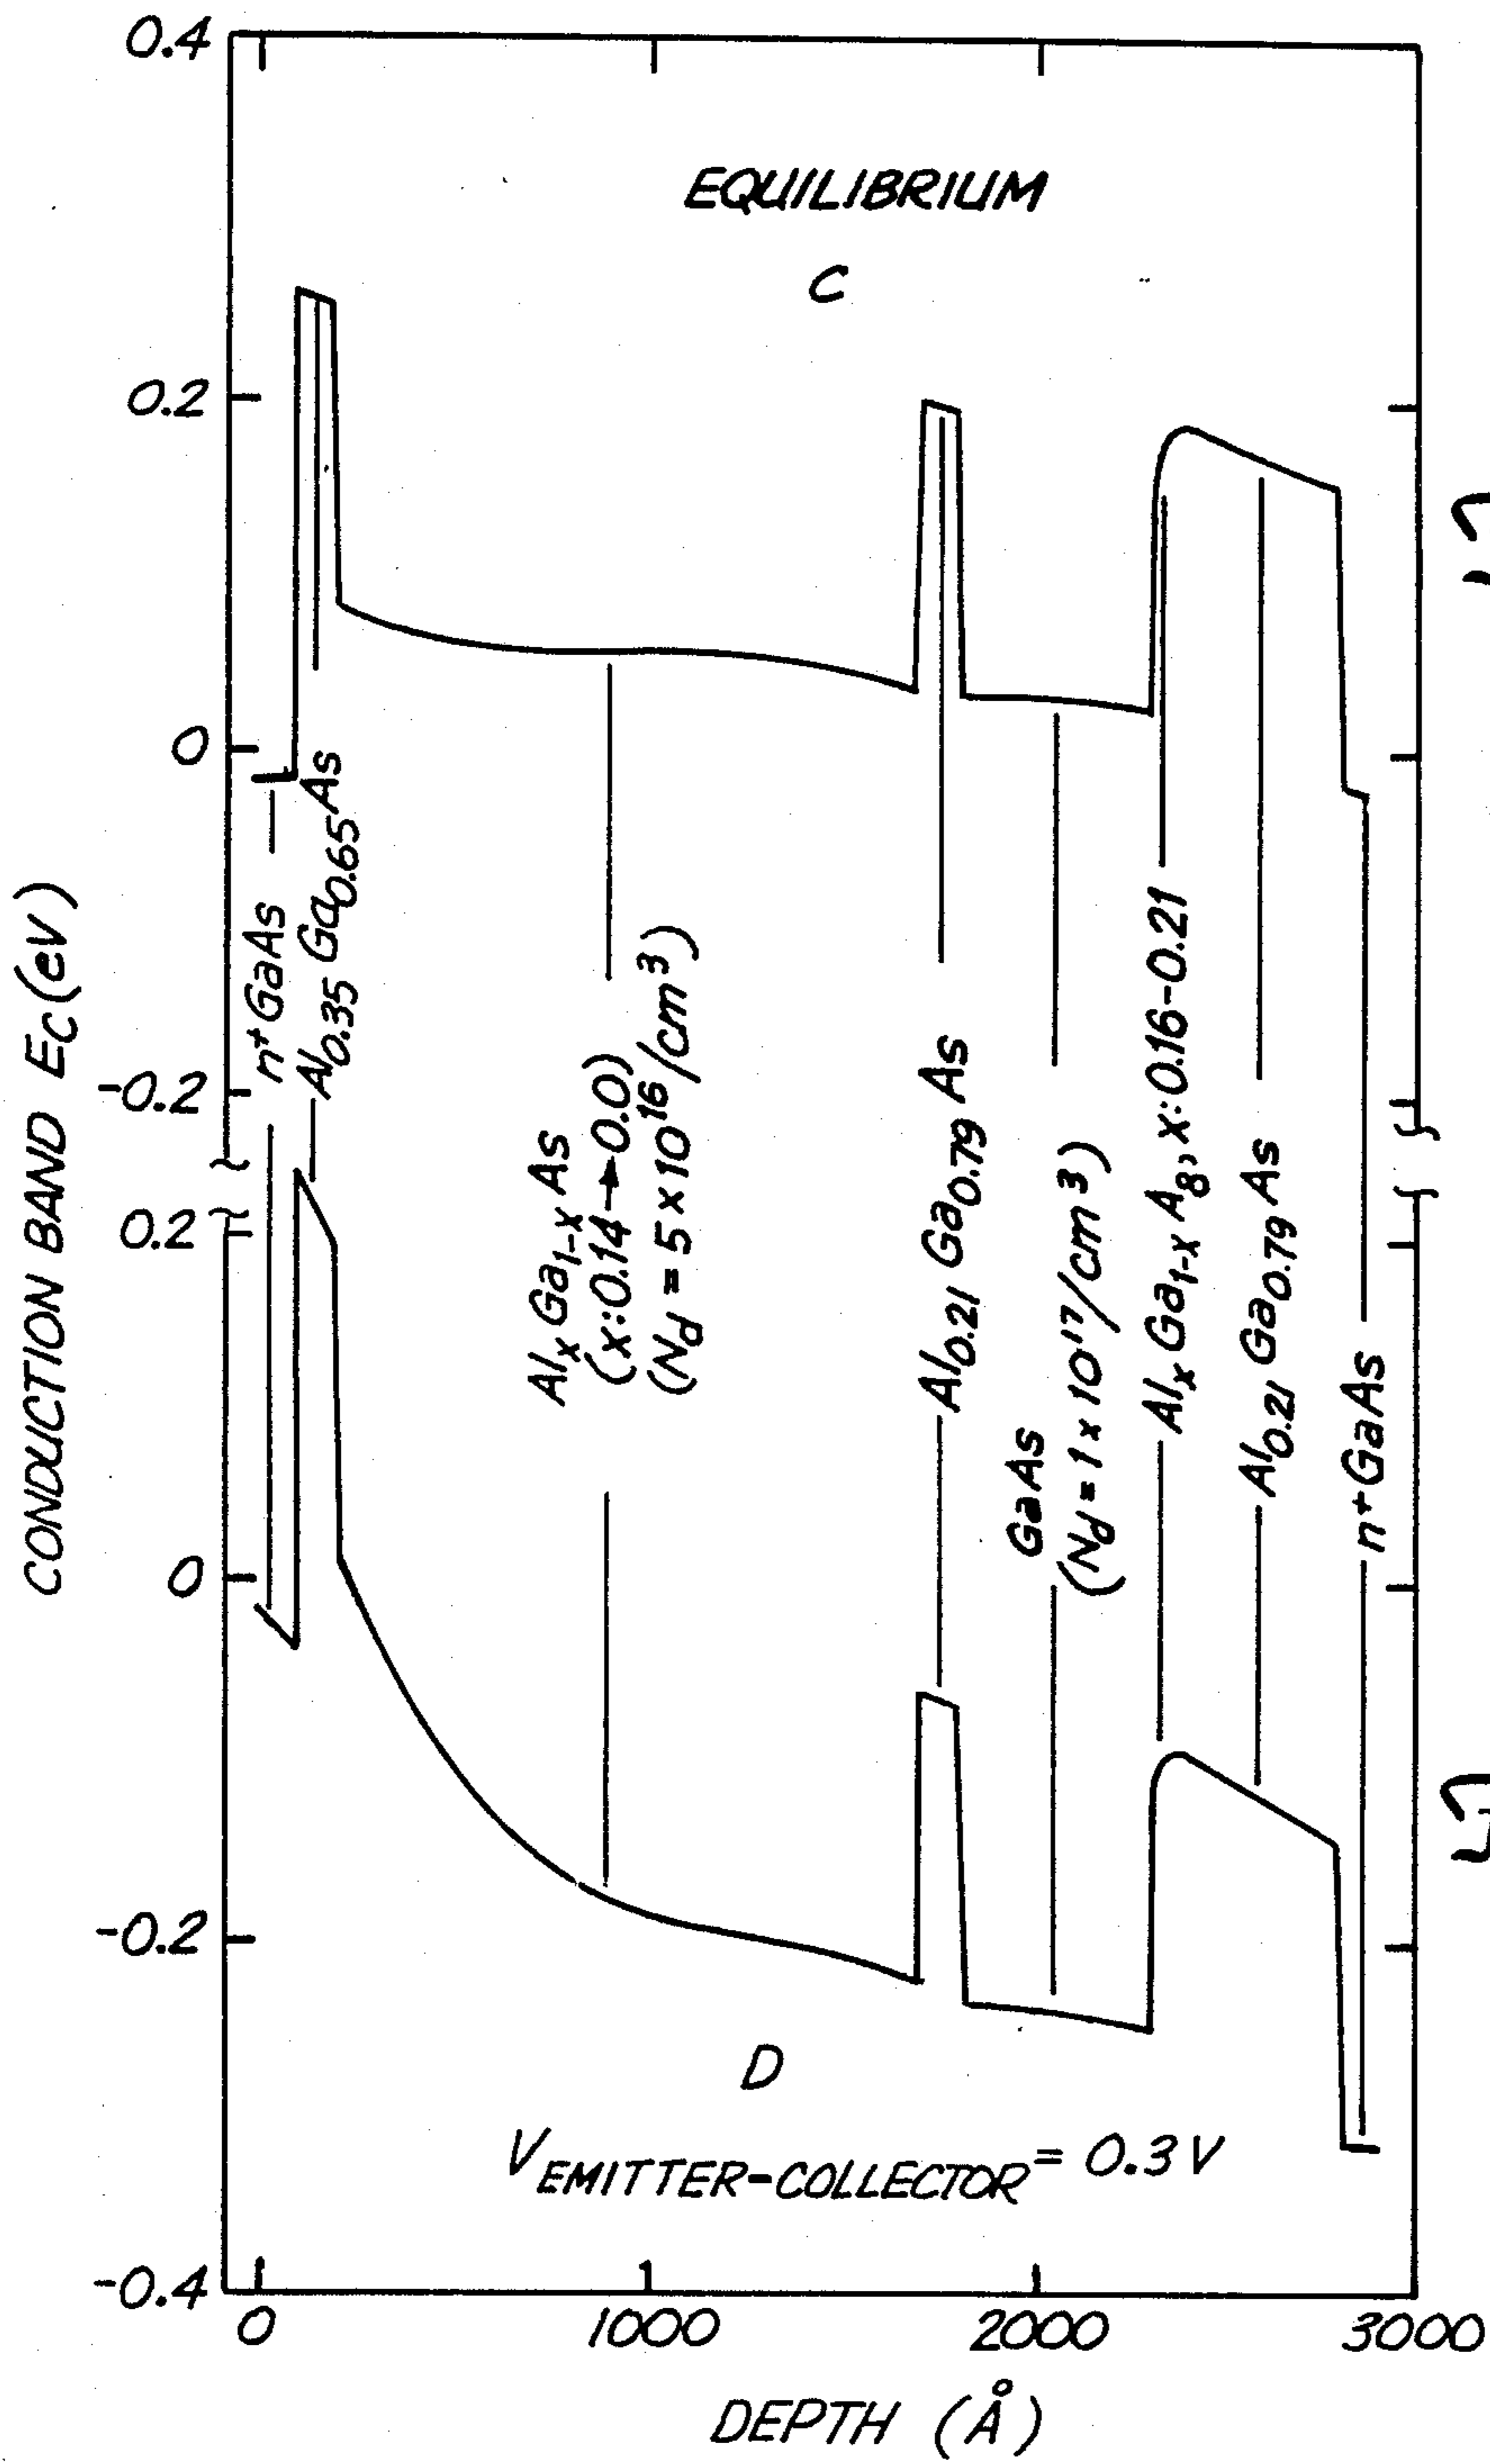 0.4
EQUILIBRIUM
C
0.2
0
-0.2
0.2
0
-0.2
-0.4
CONDUCTION BAND EC(eV)
n+GaAs
Al0.35 Ga0.65As
AlxGa1-xAs
(x:0.14→0.0)
(Nd = 5 x 10^16/cm^3)
Al0.21 Ga0.79 As
GaAs
(Nd = 1 x 10^17/cm^3)
AlxGa1-x A8, x:0.16-0.21
Al0.21 Ga0.79 As
n+GaAs
D
VEMITTER-COLLECTOR = 0.3 V
0 1000 2000 3000
DEPTH (Å)